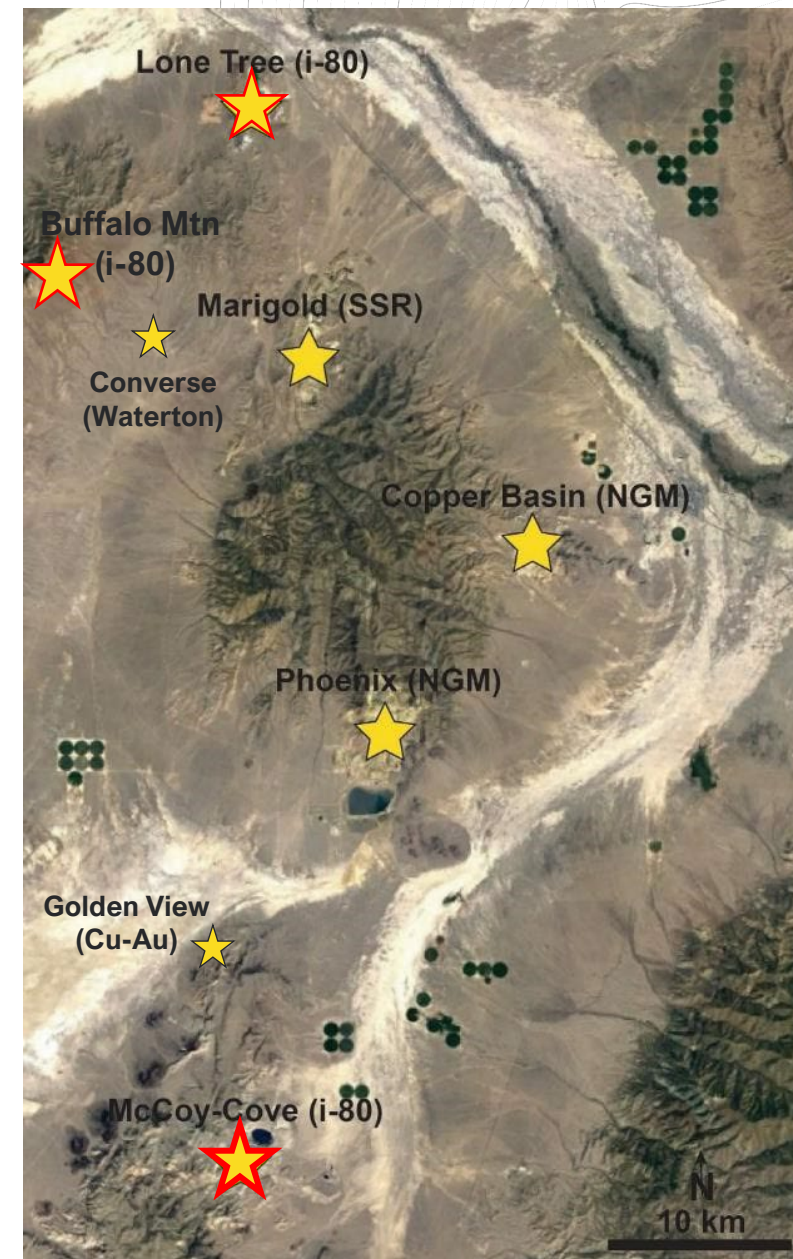 Lone Tree (i-80)
Buffalo Mtn
(i-80)
Marigold (SSR)
Converse
(Waterton)
Copper Basin (NGM)
Phoenix (NGM)
Golden View
(Cu-Au)
McCoy-Cove (i-80)
N
10 km